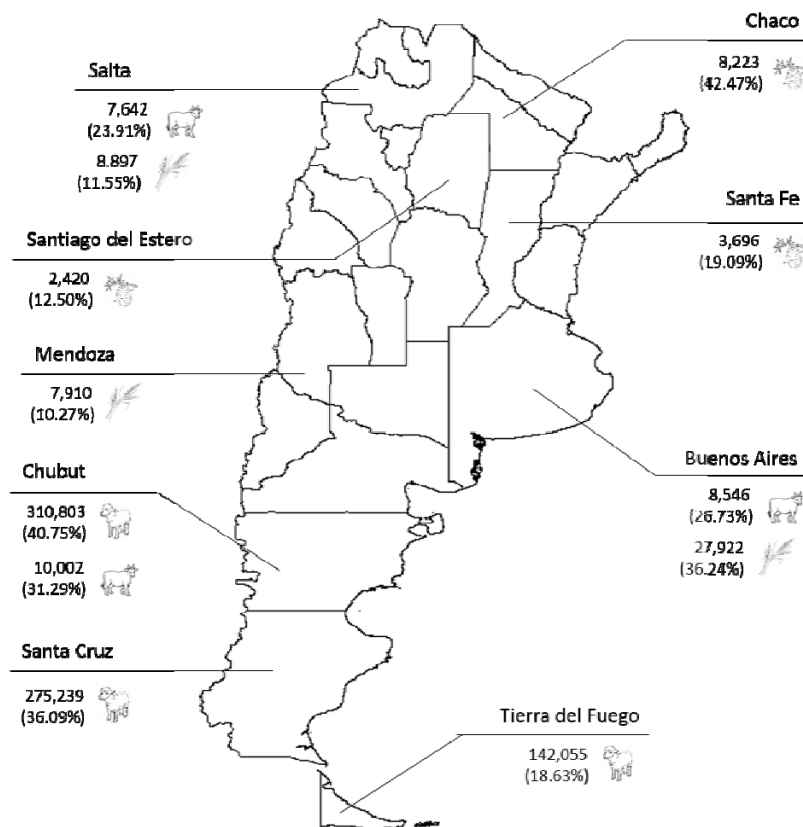 Chaco
8,223
(42.47%)
Salta
7,642
(23.91%)
8.897
(11.55%)
Santa Fe
3,696
(19.09%)
Santiago del Estero
2,420
(12.50%)
Mendoza
7,910
(10.27%)
Buenos Aires
8,546
(26.73%)
27,922
(36.24%)
Chubut
310,803
(40.75%)
10,002
(31.29%)
Santa Cruz
275,239
(36.09%)
Tierra del Fuego
142,055
(18.63%)